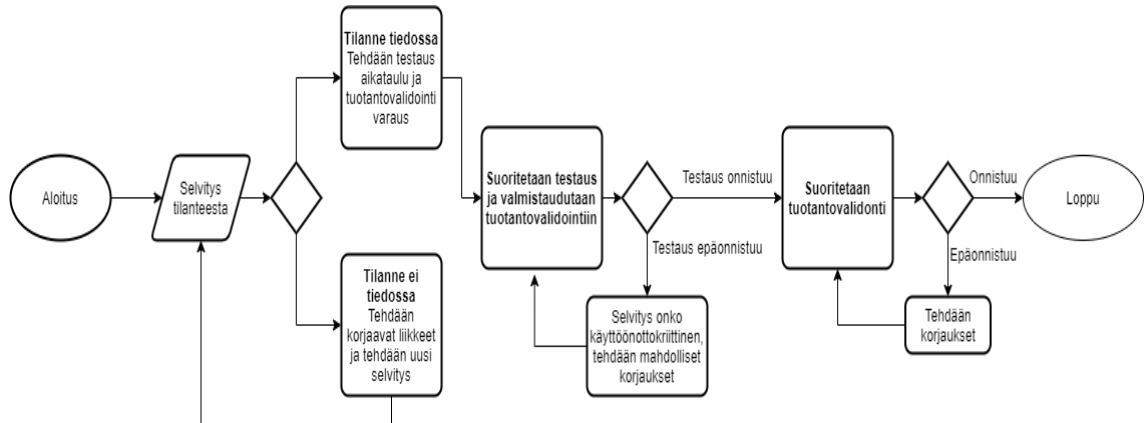 Aloitus
Selvitys
tilanteesta
Tilanne tiedossa
Tehdään testaus
aikataulu ja
tuotantovalidointi
varaus
Tilanne ei
tiedossa
Tehdään
korjaavat liikkeet
ja tehdään uusi
selvitys
Suoritetaan testaus
ja valmistaudutaan
tuotantovalidointiin
Testaus onnistuu
Testaus epäonnistuu
Selvitys onko
käyttöönottokriittinen,
tehdään mahdolliset
korjaukset
Suoritetaan
tuotantovalidonti
Onnistuu
Epäonnistuu
Tehdään
korjaukset
Loppu